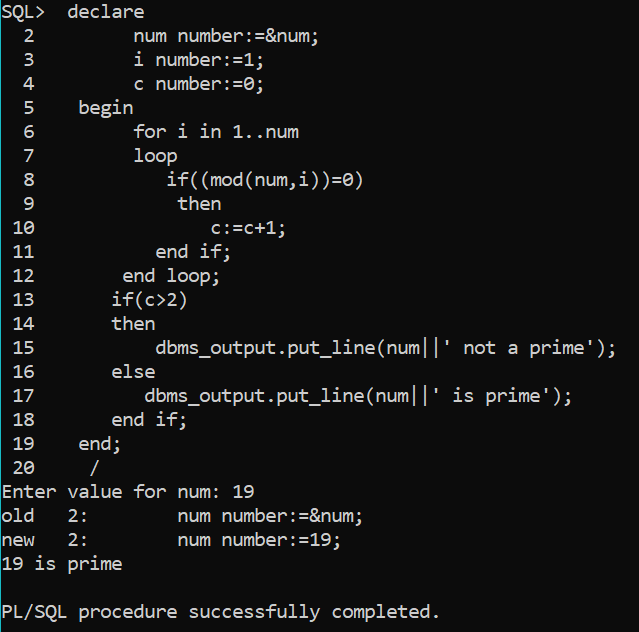 SQL>  declare
  2         num number:=&num;
  3         i number:=1;
  4         c number:=0;
  5    begin
  6         for i in 1..num
  7         loop
  8            if((mod(num,i))=0)
  9             then
 10                c:=c+1;
 11           end if;
 12        end loop;
 13       if(c>2)
 14       then
 15           dbms_output.put_line(num||' not a prime');
 16       else
 17          dbms_output.put_line(num||' is prime');
 18       end if;
 19    end;
 20     /
Enter value for num: 19
old   2:        num number:=&num;
new   2:        num number:=19;
19 is prime

PL/SQL procedure successfully completed.